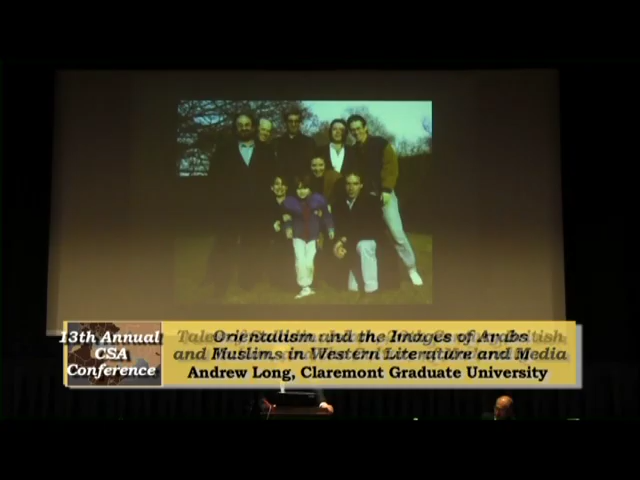 13th Annual
CSA
Conference
Orientalism and the Images of Arabs
and Muslims in Western Literature and Media
Andrew Long, Claremont Graduate University